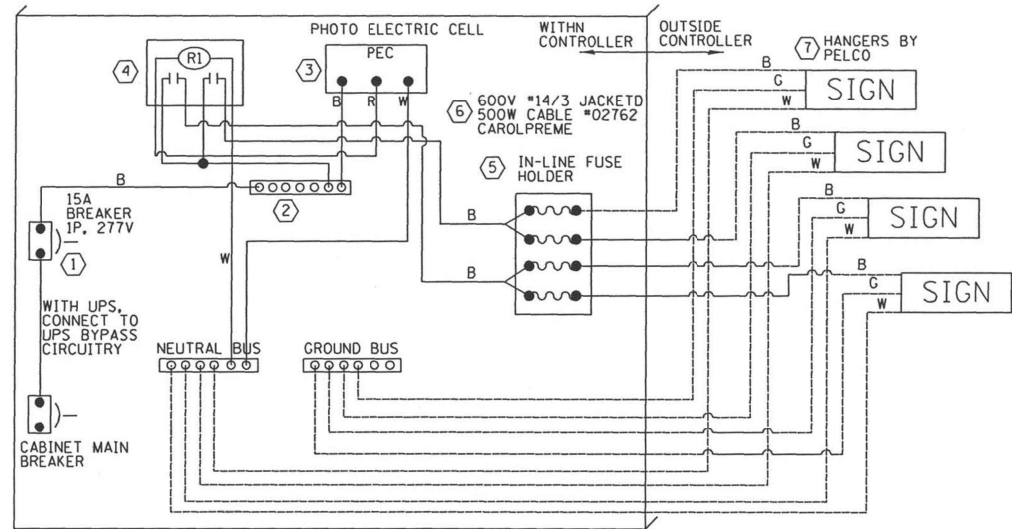 PHOTO ELECTRIC CELL
PEC
3
B R W
R1
4
WITHN
CONTROLLER
OUTSIDE
CONTROLLER
7
HANGERS BY
PELCO
6
600V #14/3 JACKETD
500W CABLE #02762
CAROLPREME
5
IN-LINE FUSE
HOLDER
B
G
W
SIGN
B
G
W
SIGN
B
G
W
SIGN
B
G
W
SIGN
B
B
B
15A
BREAKER
1P, 277V
1
2
W
WITH UPS,
CONNECT TO
UPS BYPASS
CIRCUITRY
NEUTRAL BUS
GROUND BUS
CABINET MAIN
BREAKER